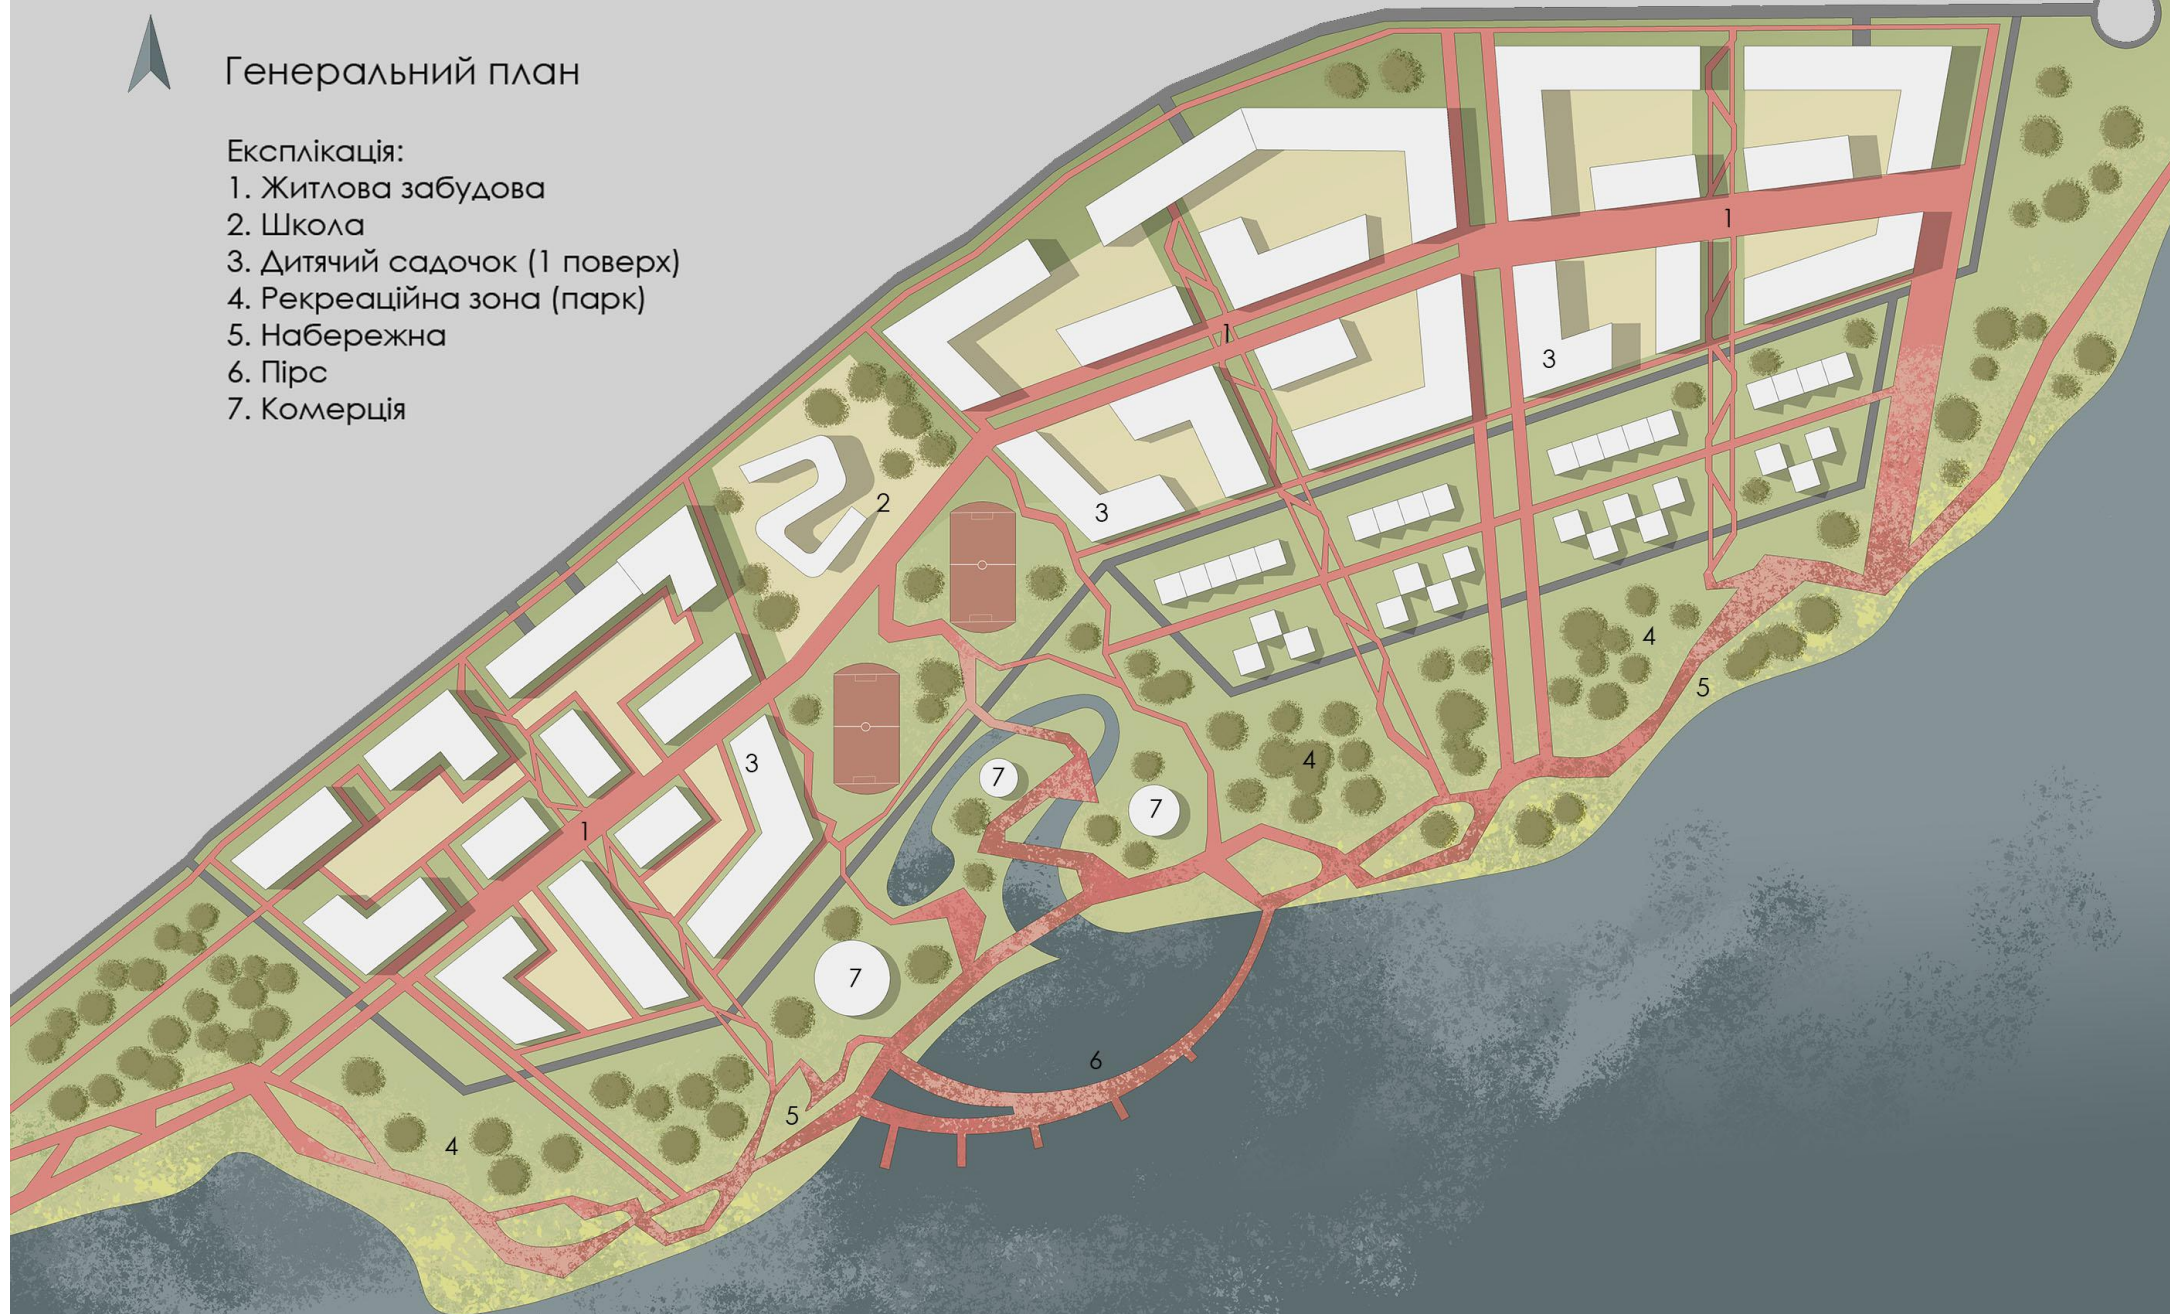 Генеральний план
Експлікація:
1. Житлова забудова
2. Школа
3. Дитячий садочок (1 поверх)
4. Рекреаційна зона (парк)
5. Набережна
6. Пірс
7. Комерція
1
1
3
2
3
4
5
3
4
7
7
1
7
6
5
4